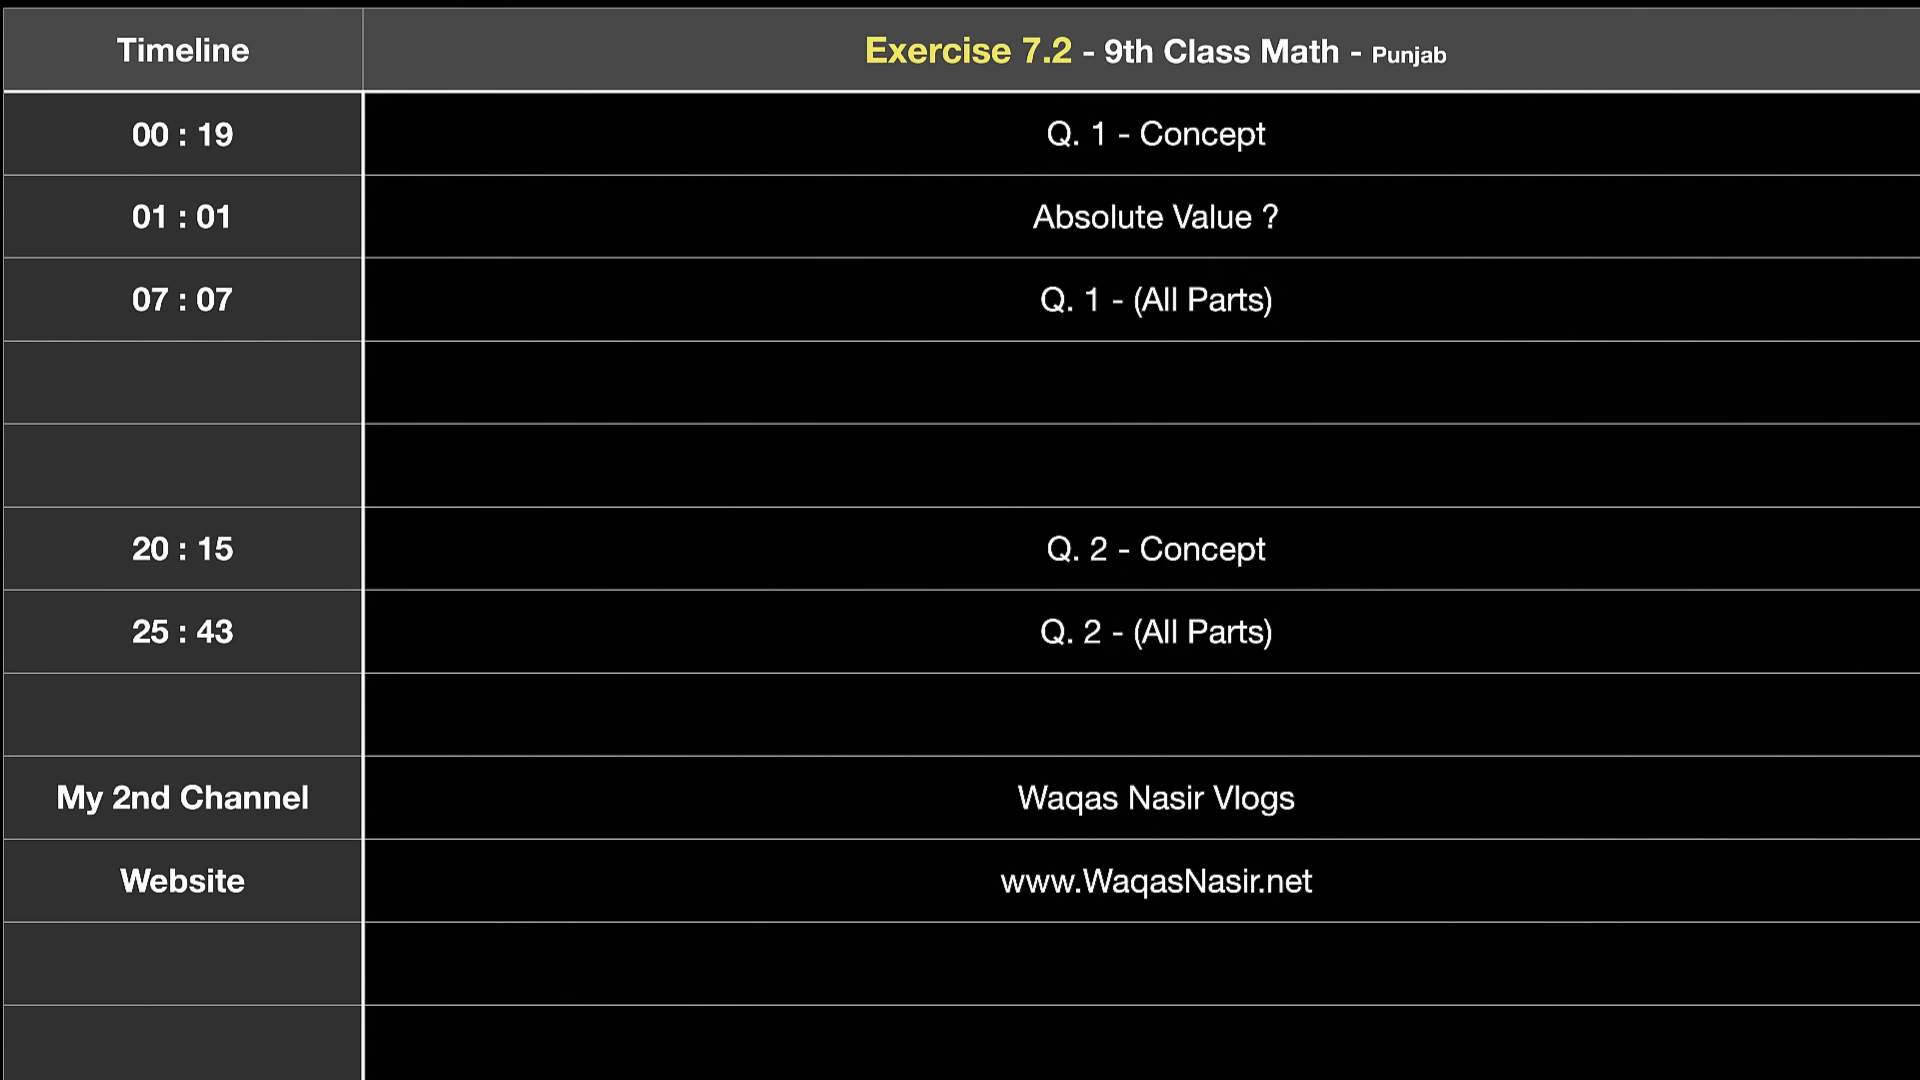 Timeline Exercise 7.2 - 9th Class Math - Punjab
00 : 19 Q. 1 - Concept
01 : 01 Absolute Value ?
07 : 07 Q. 1 - (All Parts)
20 : 15 Q. 2 - Concept
25 : 43 Q. 2 - (All Parts)
My 2nd Channel Waqas Nasir Vlogs
Website www.WaqasNasir.net